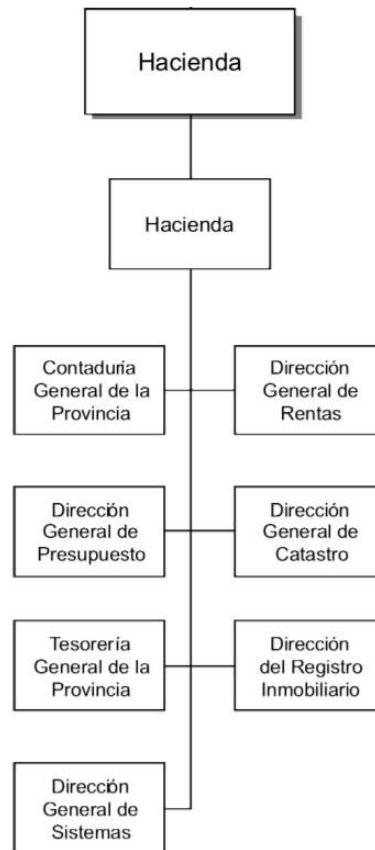 Hacienda
Hacienda
Contaduría
General de la
Provincia
Dirección
General de
Rentas
Dirección
General de
Presupuesto
Dirección
General de
Catastro
Tesorería
General de la
Provincia
Dirección
del Registro
Inmobiliario
Dirección
General de
Sistemas